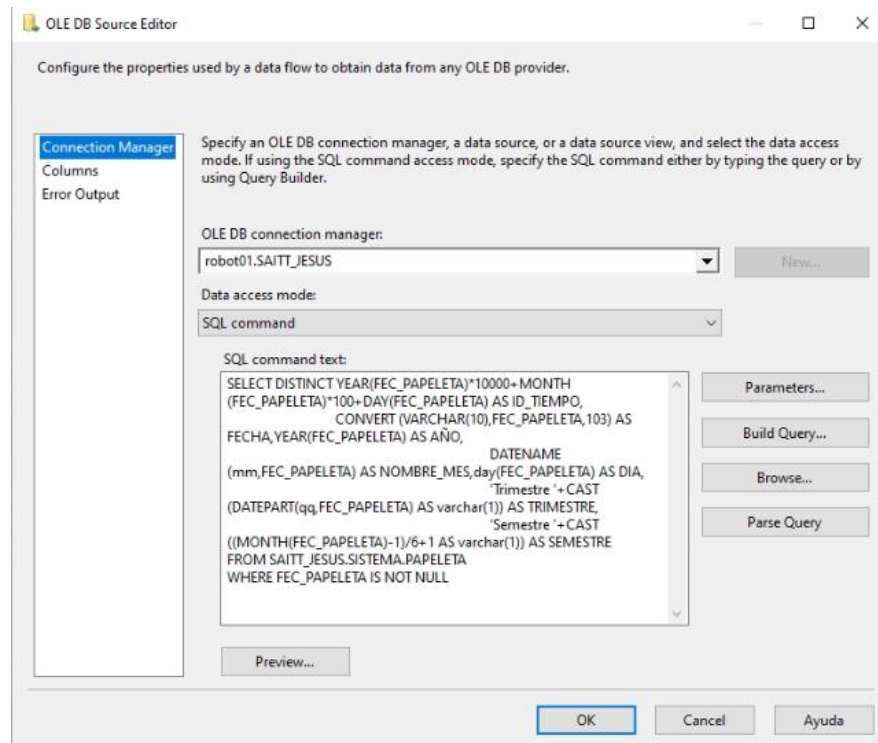 OLE DB Source Editor
Configure the properties used by a data flow to obtain data from any OLE DB provider.
Connection Manager
Columns
Error Output
Specify an OLE DB connection manager, a data source, or a data source view, and select the data access
mode. If using the SQL command access mode, specify the SQL command either by typing the query or by
using Query Builder.
OLE DB connection manager:
robot01.SAITT_JESUS
New...
Data access mode:
SQL command
SQL command text:
SELECT DISTINCT YEAR(FEC_PAPELETA)*10000+MONTH
(FEC_PAPELETA)*100+DAY(FEC_PAPELETA) AS ID_TIEMPO,
CONVERT (VARCHAR(10),FEC_PAPELETA,103) AS
FECHA,YEAR(FEC_PAPELETA) AS AÑO,
DATENAME
(mm,FEC_PAPELETA) AS NOMBRE_MES,day(FEC_PAPELETA) AS DIA,
'Trimestre '+CAST
(DATEPART(qq,FEC_PAPELETA) AS varchar(1)) AS TRIMESTRE,
'Semestre '+CAST
((MONTH(FEC_PAPELETA)-1)/6+1 AS varchar(1)) AS SEMESTRE
FROM SAITT_JESUS.SISTEMA.PAPELETA
WHERE FEC_PAPELETA IS NOT NULL
Parameters...
Build Query...
Browse...
Parse Query
Preview...
OK
Cancel
Ayuda